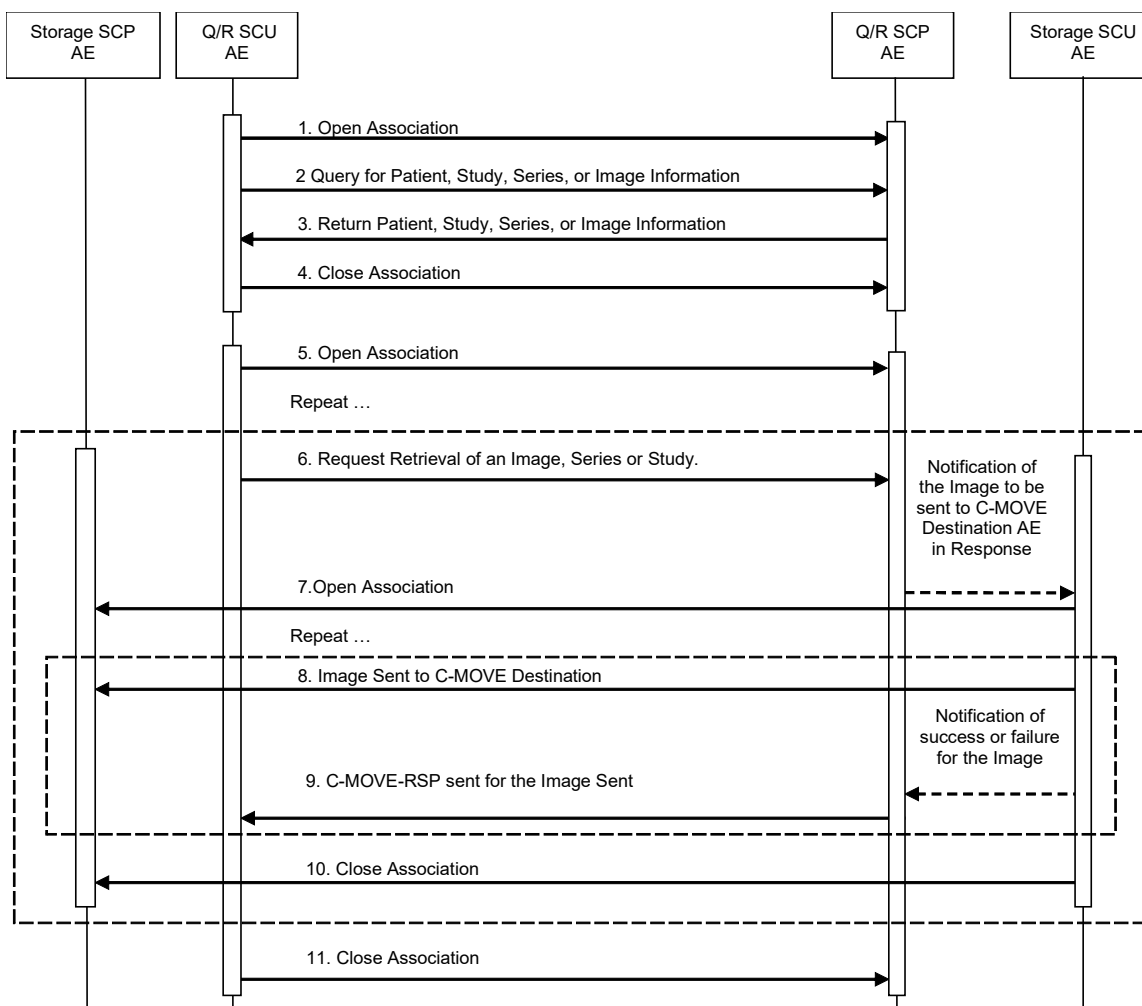 Storage SCP
AE
Q/R SCU
AE
Q/R SCP
AE
Storage SCU
AE
1. Open Association
2 Query for Patient, Study, Series, or Image Information
3. Return Patient, Study, Series, or Image Information
4. Close Association
5. Open Association
Repeat …
6. Request Retrieval of an Image, Series or Study.
Notification of
the Image to be
sent to C-MOVE
Destination AE
in Response
7.Open Association
Repeat …
8. Image Sent to C-MOVE Destination
Notification of
success or failure
for the Image
9. C-MOVE-RSP sent for the Image Sent
10. Close Association
11. Close Association